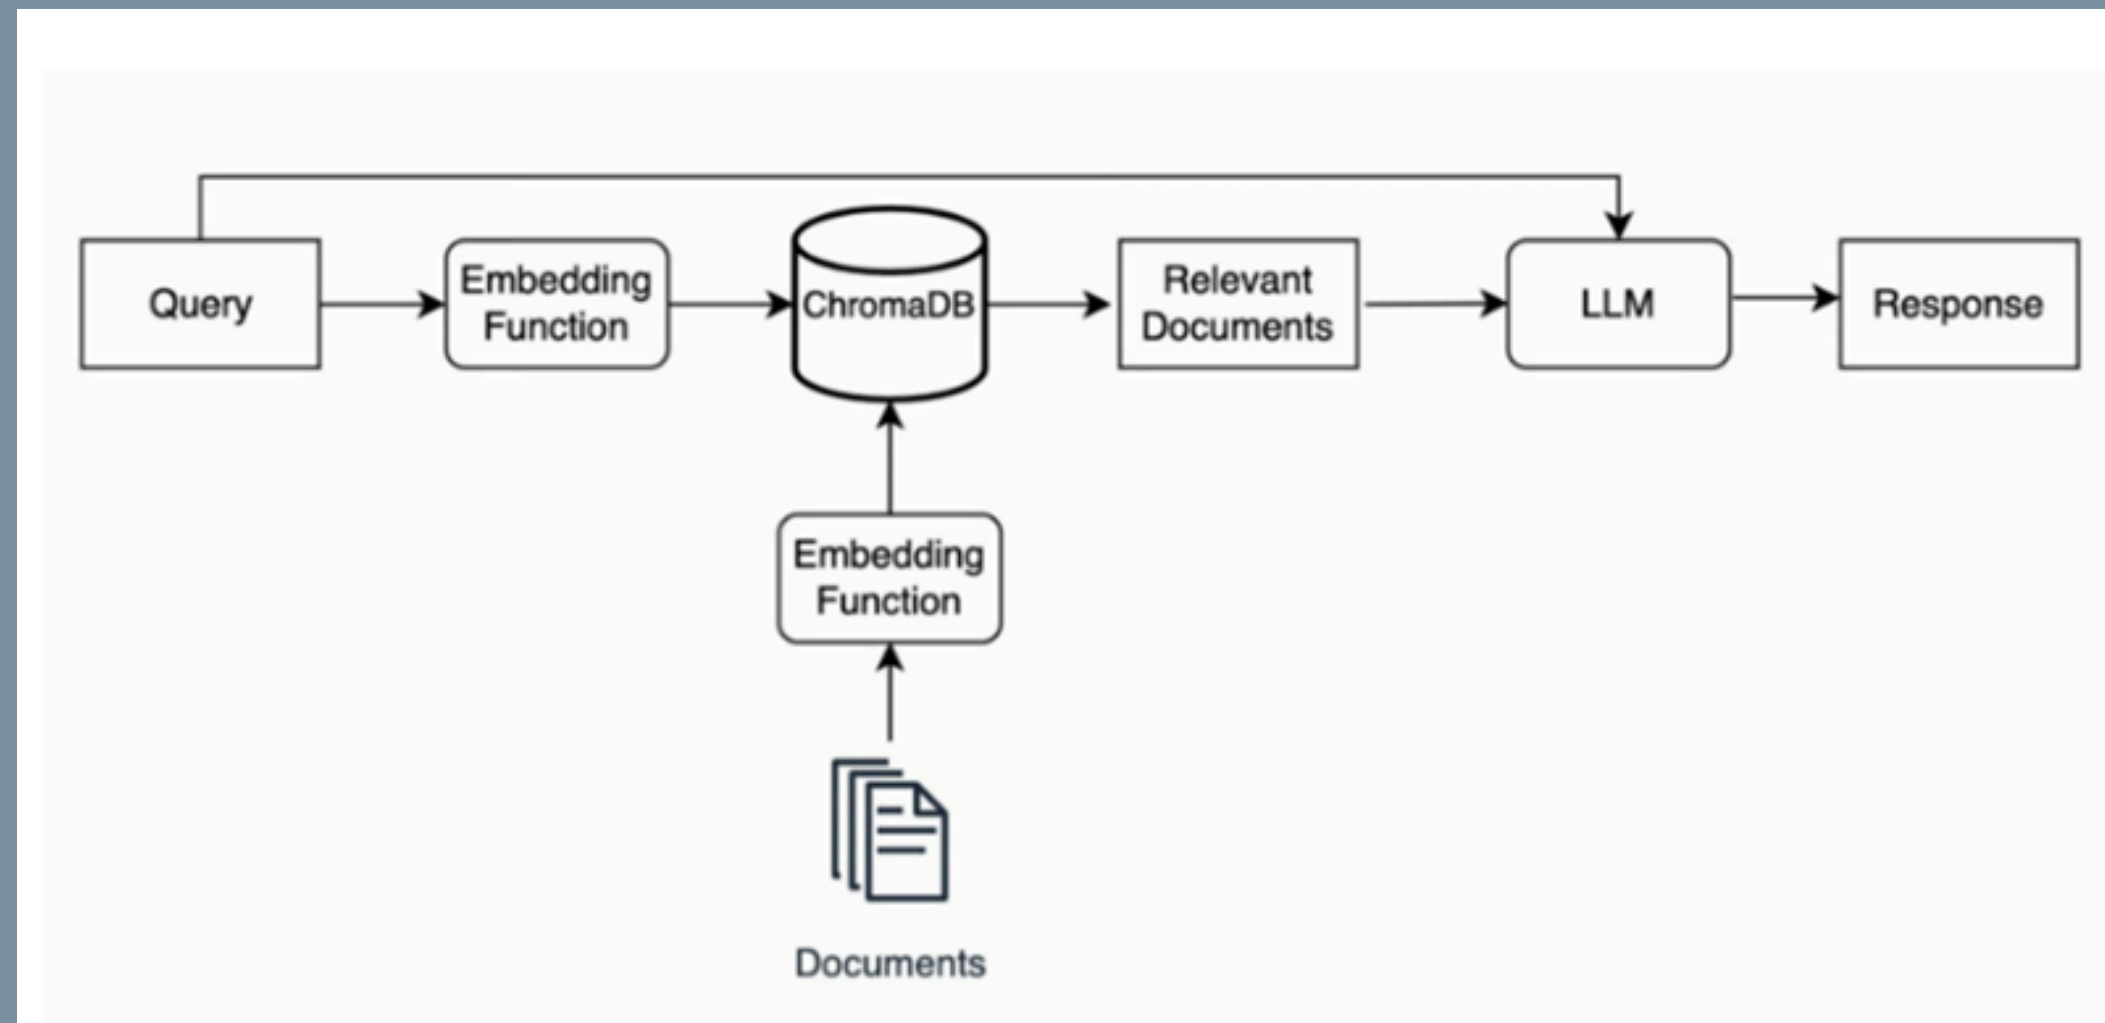 Query
Embedding
Function
ChromaDB
Relevant
Documents
LLM
Response
Embedding
Function
Documents